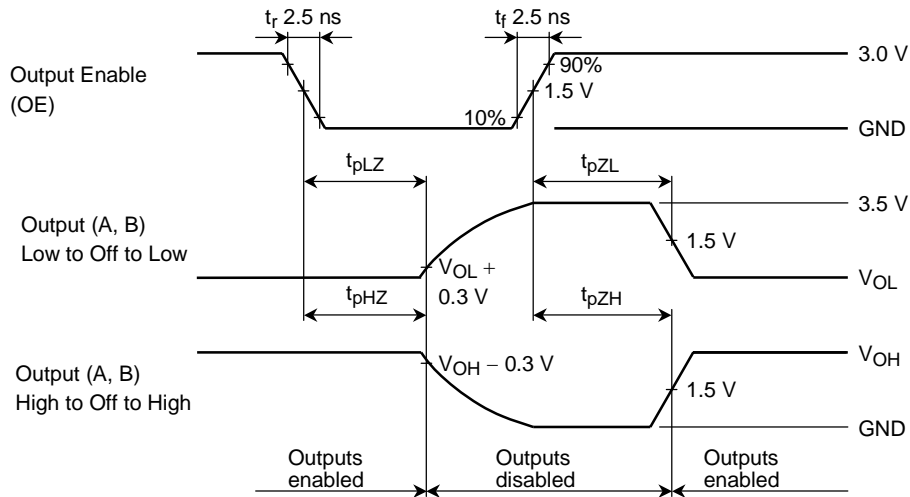 tr 2.5 ns
tf 2.5 ns
3.0 V
90%
Output Enable
(OE)
1.5 V
10%
GND
tpLZ
tpZL
3.5 V
Output (A, B)
Low to Off to Low
1.5 V
VOL +
0.3 V
VOL
tpHZ
tpZH
VOH
VOH − 0.3 V
Output (A, B)
High to Off to High
1.5 V
GND
Outputs
enabled
Outputs
disabled
Outputs
enabled